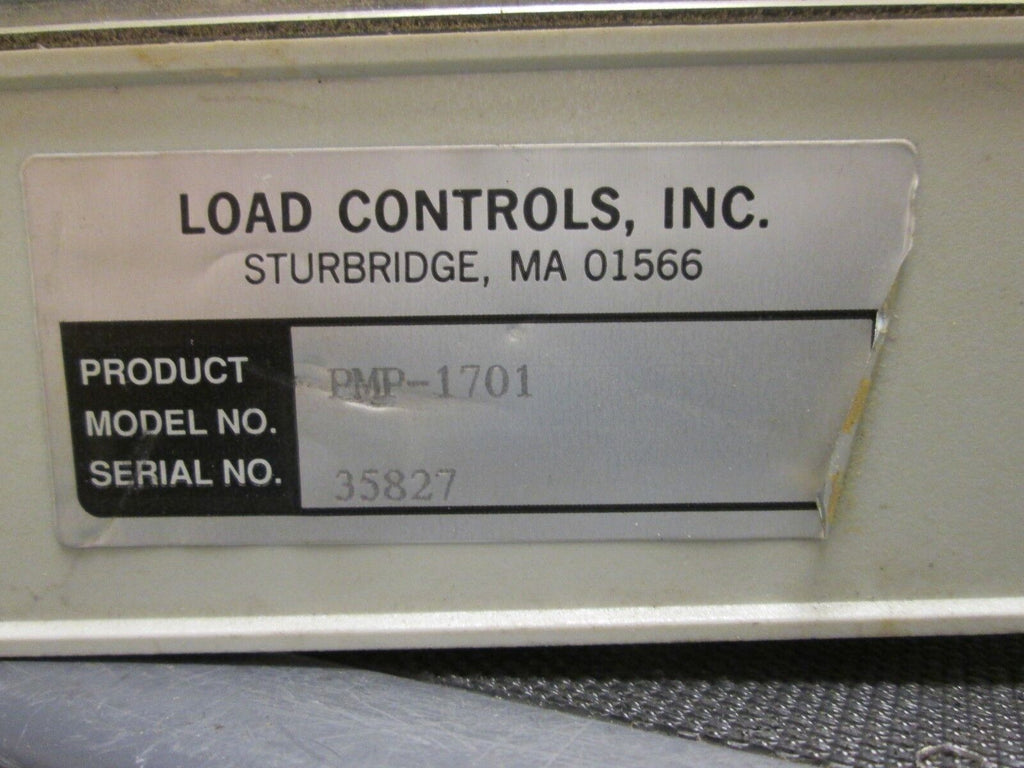 LOAD CONTROLS, INC.
STURBRIDGE, MA 01566
PRODUCT PMP-1701
MODEL NO.
SERIAL NO. 35827